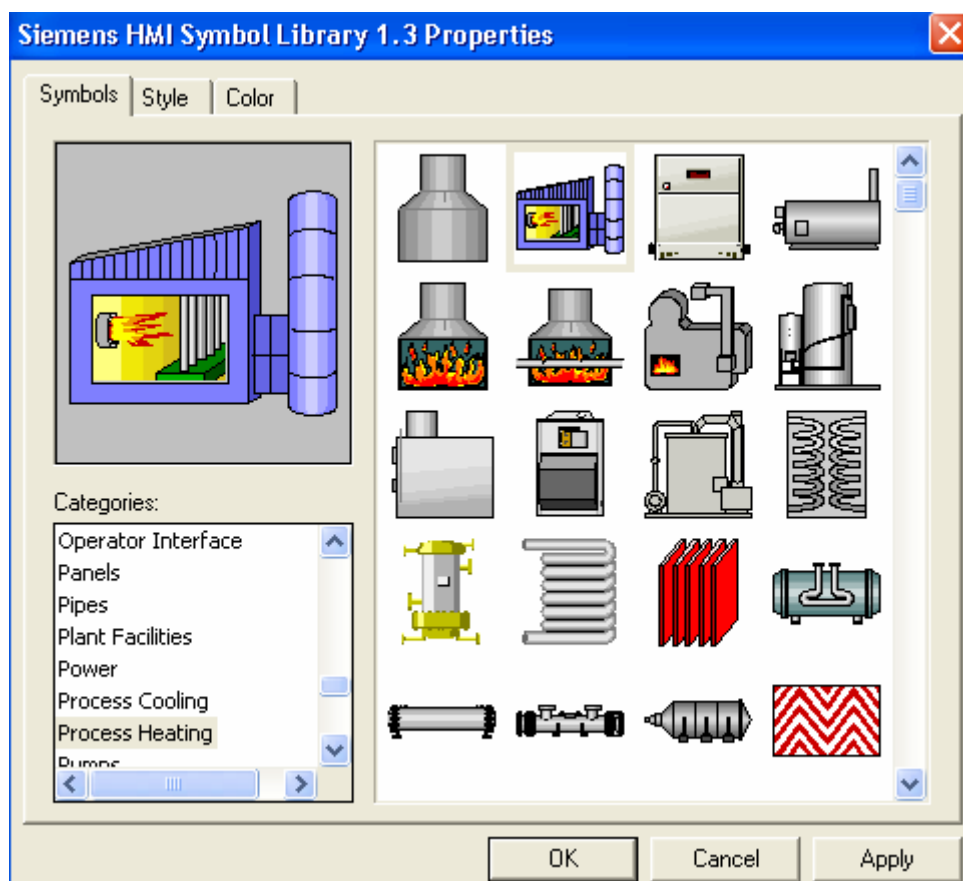 Siemens HMI Symbol Library 1.3 Properties
Symbols
Style
Color
Categories:
Operator Interface
Panels
Pipes
Plant Facilities
Power
Process Cooling
Process Heating
Pumps
OK
Cancel
Apply